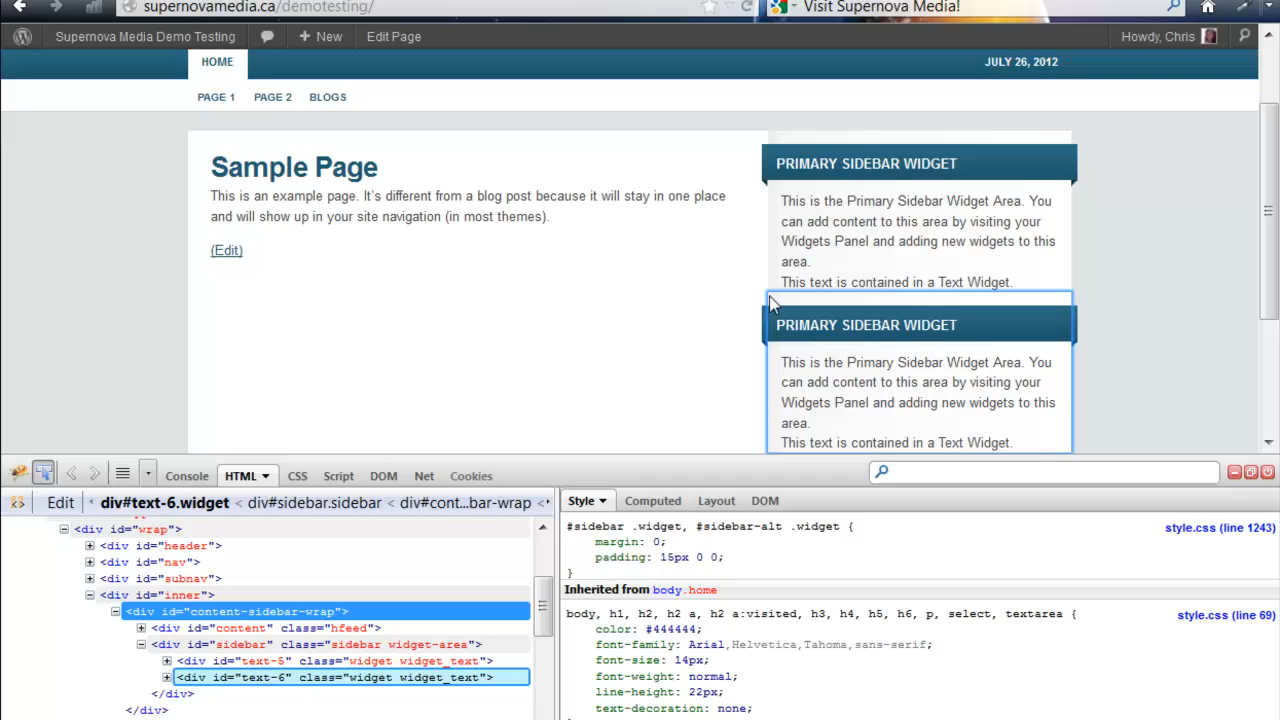 supernovamedia.ca/demotesting/
Visit Supernova Media!
Supernova Media Demo Testing
+ New
Edit Page
Howdy, Chris
HOME
JULY 26, 2012
PAGE 1
PAGE 2
BLOGS
Sample Page
This is an example page. It's different from a blog post because it will stay in one place
and will show up in your site navigation (in most themes).
(Edit)
PRIMARY SIDEBAR WIDGET
This is the Primary Sidebar Widget Area. You
can add content to this area by visiting your
Widgets Panel and adding new widgets to this
area.
This text is contained in a Text Widget.
PRIMARY SIDEBAR WIDGET
This is the Primary Sidebar Widget Area. You
can add content to this area by visiting your
Widgets Panel and adding new widgets to this
area.
This text is contained in a Text Widget.
Console
HTML
CSS
Script
DOM
Net
Cookies
Edit
div#text-6.widget < div#sidebar.sidebar < div#cont...bar-wrap <
<div id="wrap">
<div id="header">
<div id="nav">
<div id="subnav">
<div id="inner">
<div id="content-sidebar-wrap">
<div id="content" class="hfeed">
<div id="sidebar" class="sidebar widget-area">
<div id="text-5" class="widget widget_text">
<div id="text-6" class="widget widget_text">
</div>
</div>
Style
Computed
Layout
DOM
#sidebar .widget, #sidebar-alt .widget {
style.css (line 1243)
margin: 0;
padding: 15px 0 0;
}
Inherited from body.home
body, h1, h2, h2 a, h2 a:visited, h3, h4, h5, h6, p, select, textarea {
style.css (line 69)
color: #444444;
font-family: Arial,Helvetica,Tahoma,sans-serif;
font-size: 14px;
font-weight: normal;
line-height: 22px;
text-decoration: none;